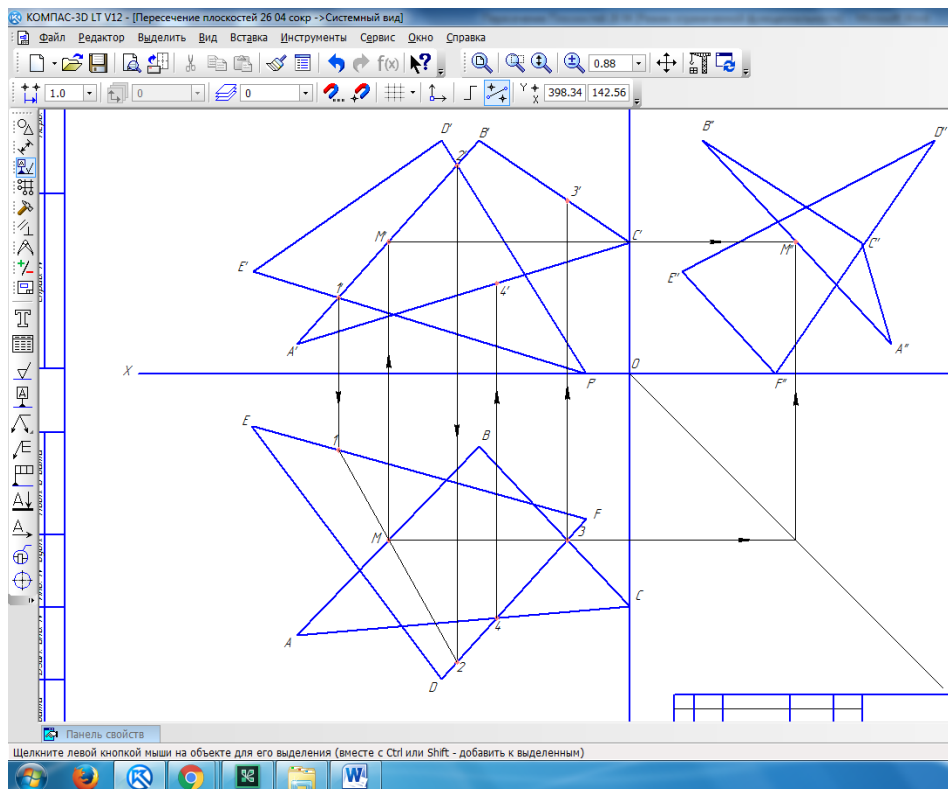 КОМПАС-3D LT V12 - [Пересечение плоскостей 26 04 сокр ->Системный вид]
Файл Редактор Выделить Вид Вставка Инструменты Сервис Окно Справка
f(x) 0.88
1.0 0 0 Y X 398.34 142.56
D' B' B" D"
2'
3'
M' C' C"
M"
E' E"
1' 4'
A' A"
X O
F' F"
E
1 B
F
M 3
C
A 4
2
D
Панель свойств
Щелкните левой кнопкой мыши на объекте для его выделения (вместе с Ctrl или Shift - добавить к выделенным)